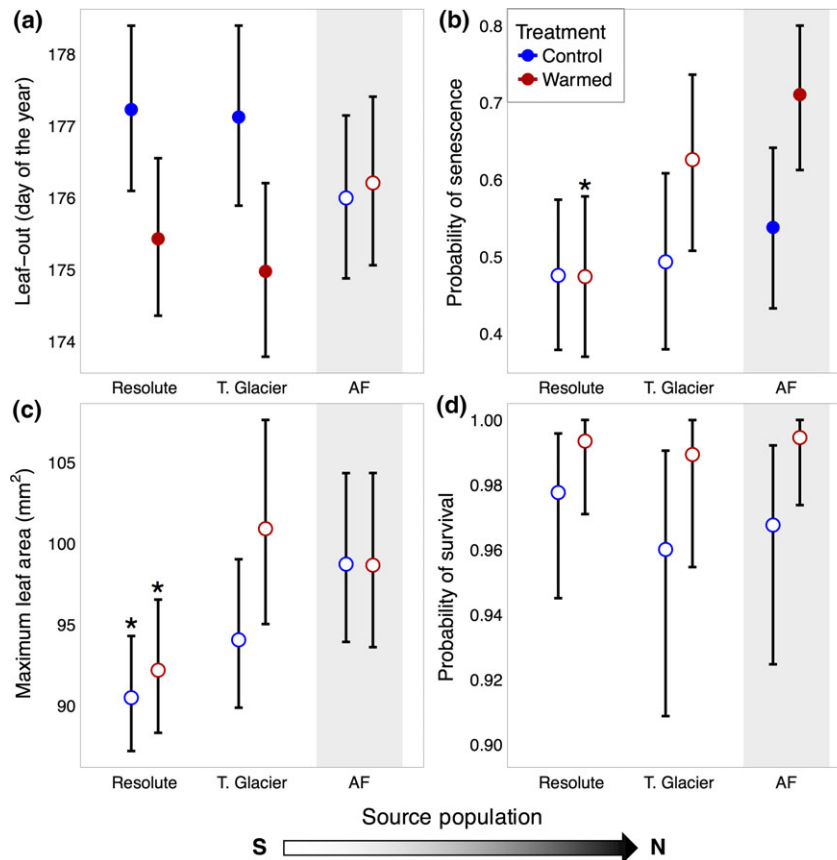 (a)
Leaf−out (day of the year)
178
177
176
175
174
Resolute T. Glacier AF
(b)
Treatment
Control
Warmed
Probability of senescence
0.8
0.7
0.6
0.5
0.4
*
Resolute T. Glacier AF
(c)
Maximum leaf area (mm²)
105
100
95
90
* *
Resolute T. Glacier AF
(d)
Probability of survival
1.00
0.98
0.96
0.94
0.92
0.90
Resolute T. Glacier AF
Source population
S N